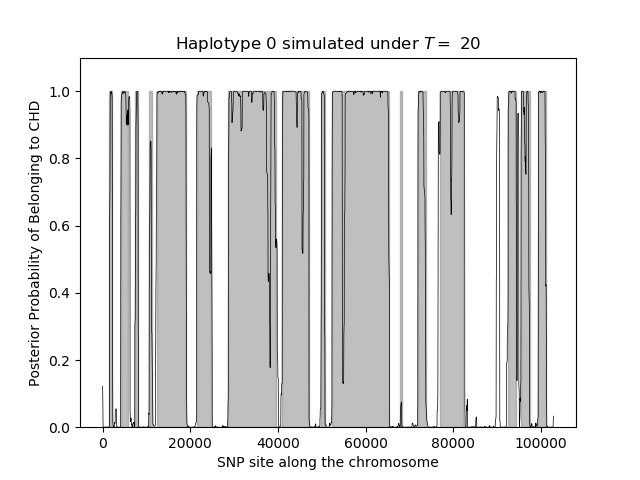 Haplotype 0 simulated under T = 20
Posterior Probability of Belonging to CHD
1.0
0.8
0.6
0.4
0.2
0.0
0 20000 40000 60000 80000 100000
SNP site along the chromosome